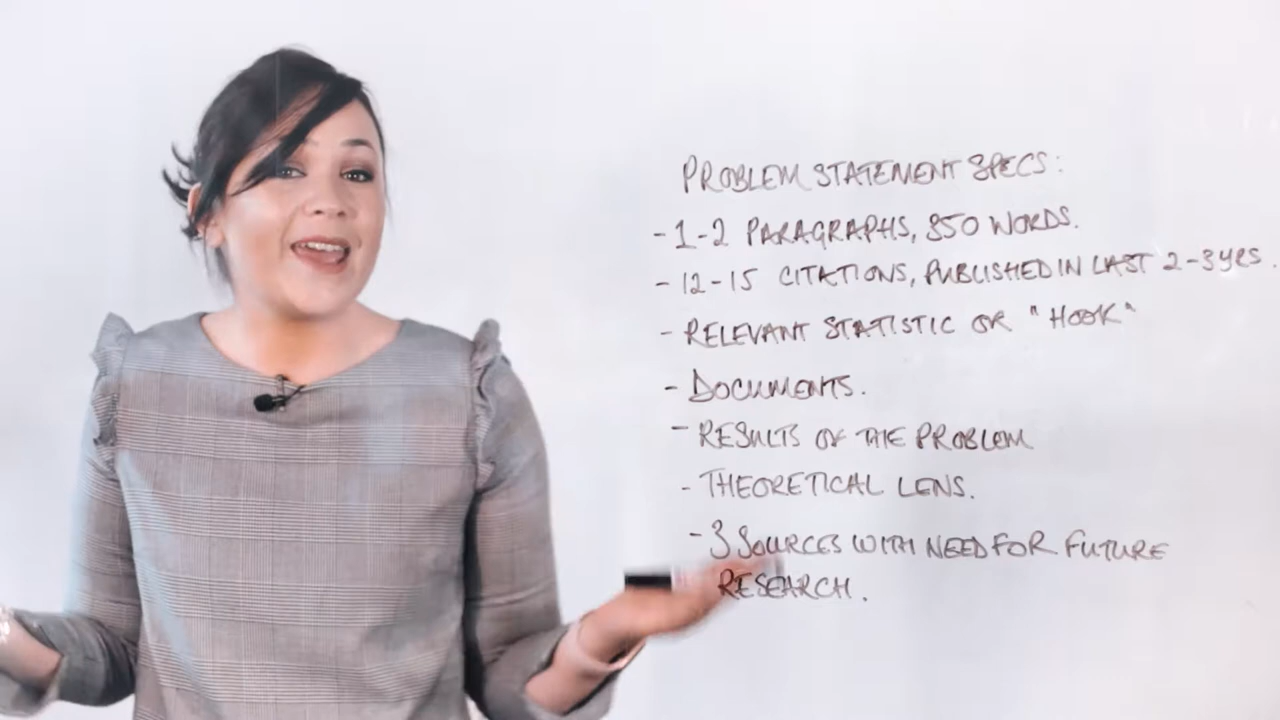 PROBLEM STATEMENT SPECS:
- 1-2 PARAGRAPHS, 350 WORDS.
- 12-15 CITATIONS, PUBLISHED IN LAST 2-3 YRS.
- RELEVANT STATISTIC OR "HOOK"
- DOCUMENTS.
- RESULTS OF THE PROBLEM
- THEORETICAL LENS.
- 3 SOURCES WITH NEED FOR FUTURE
RESEARCH.